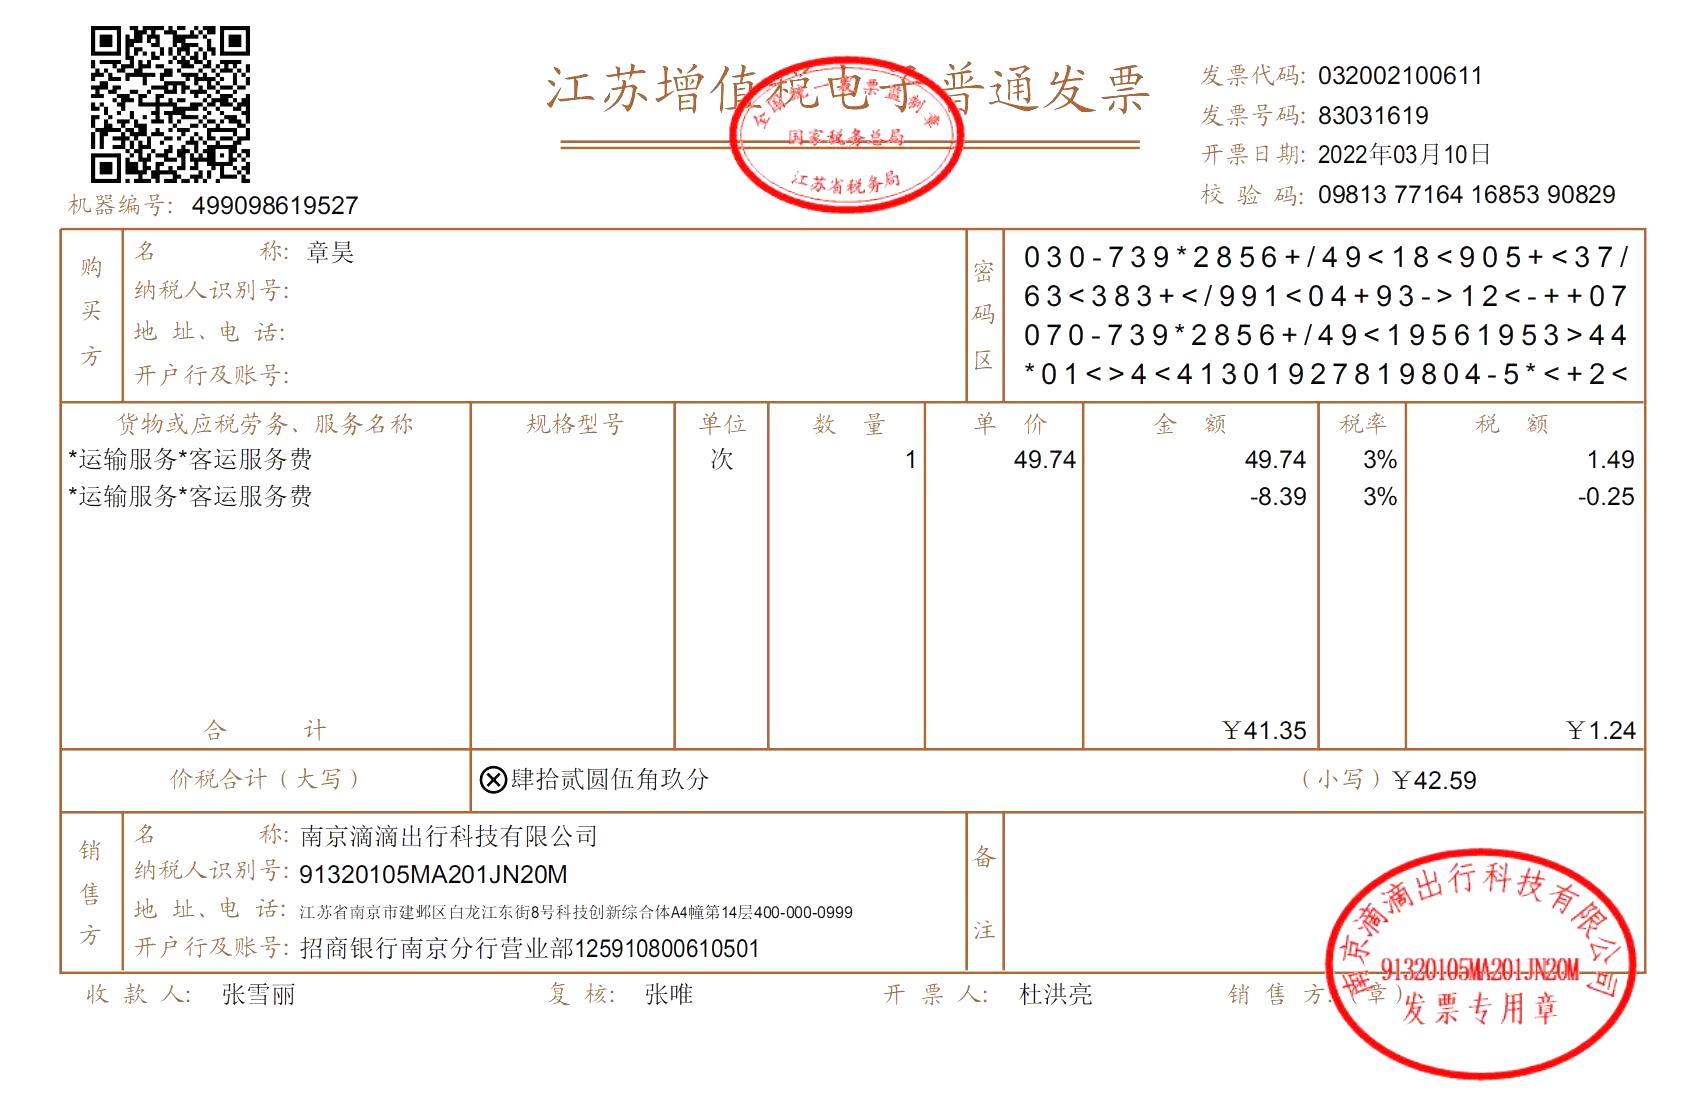 江苏增值税电子普通发票
全国统一发票监制章
国家税务总局
江苏省税务局
发票代码: 032002100611
发票号码: 83031619
开票日期: 2022年03月10日
校验码: 09813 77164 16853 90829
机器编号: 499098619527
购买方
名称: 章昊
纳税人识别号:
地址、电话:
开户行及账号:
密码区
030-739*2856+/49<18<905+<37/
63<383+</991<04+93->12<-++07
070-739*2856+/49<19561953>44
*01<>4<41301927819804-5*<+2<
货物或应税劳务、服务名称 规格型号 单位 数量 单价 金额 税率 税额
*运输服务*客运服务费 次 1 49.74 49.74 3% 1.49
*运输服务*客运服务费 -8.39 3% -0.25
合计 ￥41.35 ￥1.24
价税合计（大写） ⊗肆拾贰圆伍角玖分 （小写）￥42.59
销售方
名称: 南京滴滴出行科技有限公司
纳税人识别号: 91320105MA201JN20M
地址、电话: 江苏省南京市建邺区白龙江东街8号科技创新综合体A4幢第14层400-000-0999
开户行及账号: 招商银行南京分行营业部125910800610501
备注
收款人: 张雪丽 复核: 张唯 开票人: 杜洪亮 销售方:（章）
南京滴滴出行科技有限公司
91320105MA201JN20M
发票专用章